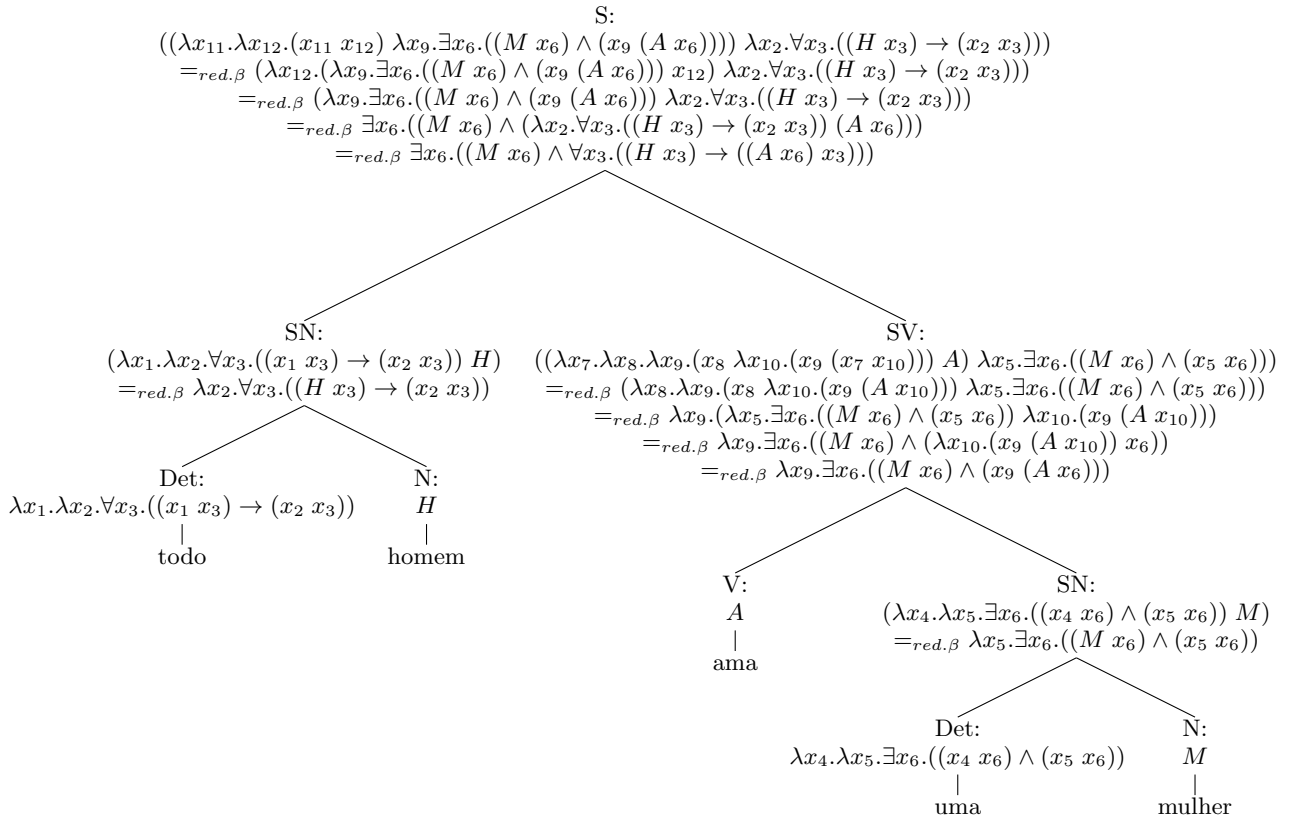 S:
((λx₁₁.λx₁₂.(x₁₁ x₁₂) λx₉.∃x₆.((M x₆) ∧ (x₉ (A x₆)))) λx₂.∀x₃.((H x₃) → (x₂ x₃)))
=red.β (λx₁₂.(λx₉.∃x₆.((M x₆) ∧ (x₉ (A x₆))) x₁₂) λx₂.∀x₃.((H x₃) → (x₂ x₃)))
=red.β (λx₉.∃x₆.((M x₆) ∧ (x₉ (A x₆))) λx₂.∀x₃.((H x₃) → (x₂ x₃)))
=red.β ∃x₆.((M x₆) ∧ (λx₂.∀x₃.((H x₃) → (x₂ x₃)) (A x₆)))
=red.β ∃x₆.((M x₆) ∧ ∀x₃.((H x₃) → ((A x₆) x₃)))
SN:
(λx₁.λx₂.∀x₃.((x₁ x₃) → (x₂ x₃)) H)
=red.β λx₂.∀x₃.((H x₃) → (x₂ x₃))
SV:
((λx₇.λx₈.λx₉.(x₈ λx₁₀.(x₉ (x₇ x₁₀))) A) λx₅.∃x₆.((M x₆) ∧ (x₅ x₆)))
=red.β (λx₈.λx₉.(x₈ λx₁₀.(x₉ (A x₁₀))) λx₅.∃x₆.((M x₆) ∧ (x₅ x₆)))
=red.β λx₉.(λx₅.∃x₆.((M x₆) ∧ (x₅ x₆)) λx₁₀.(x₉ (A x₁₀)))
=red.β λx₉.∃x₆.((M x₆) ∧ (λx₁₀.(x₉ (A x₁₀)) x₆))
=red.β λx₉.∃x₆.((M x₆) ∧ (x₉ (A x₆)))
Det:
λx₁.λx₂.∀x₃.((x₁ x₃) → (x₂ x₃))
todo
N:
H
homem
V:
A
ama
SN:
(λx₄.λx₅.∃x₆.((x₄ x₆) ∧ (x₅ x₆)) M)
=red.β λx₅.∃x₆.((M x₆) ∧ (x₅ x₆))
Det:
λx₄.λx₅.∃x₆.((x₄ x₆) ∧ (x₅ x₆))
uma
N:
M
mulher